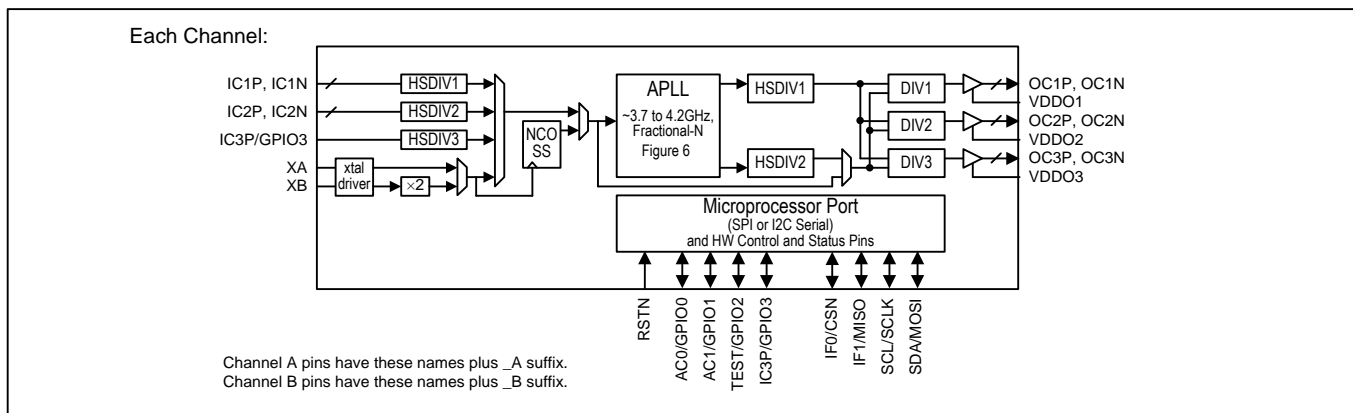 Each Channel:
IC1P, IC1N
HSDIV1
IC2P, IC2N
HSDIV2
IC3P/GPIO3
HSDIV3
XA
XB
xtal
driver
×2
NCO
SS
APLL
~3.7 to 4.2GHz,
Fractional-N
Figure 6
HSDIV1
HSDIV2
DIV1
DIV2
DIV3
OC1P, OC1N
VDDO1
OC2P, OC2N
VDDO2
OC3P, OC3N
VDDO3
Microprocessor Port
(SPI or I2C Serial)
and HW Control and Status Pins
RSTN
AC0/GPIO0
AC1/GPIO1
TEST/GPIO2
IC3P/GPIO3
IF0/CSN
IF1/MISO
SCL/SCLK
SDA/MOSI
Channel A pins have these names plus _A suffix.
Channel B pins have these names plus _B suffix.